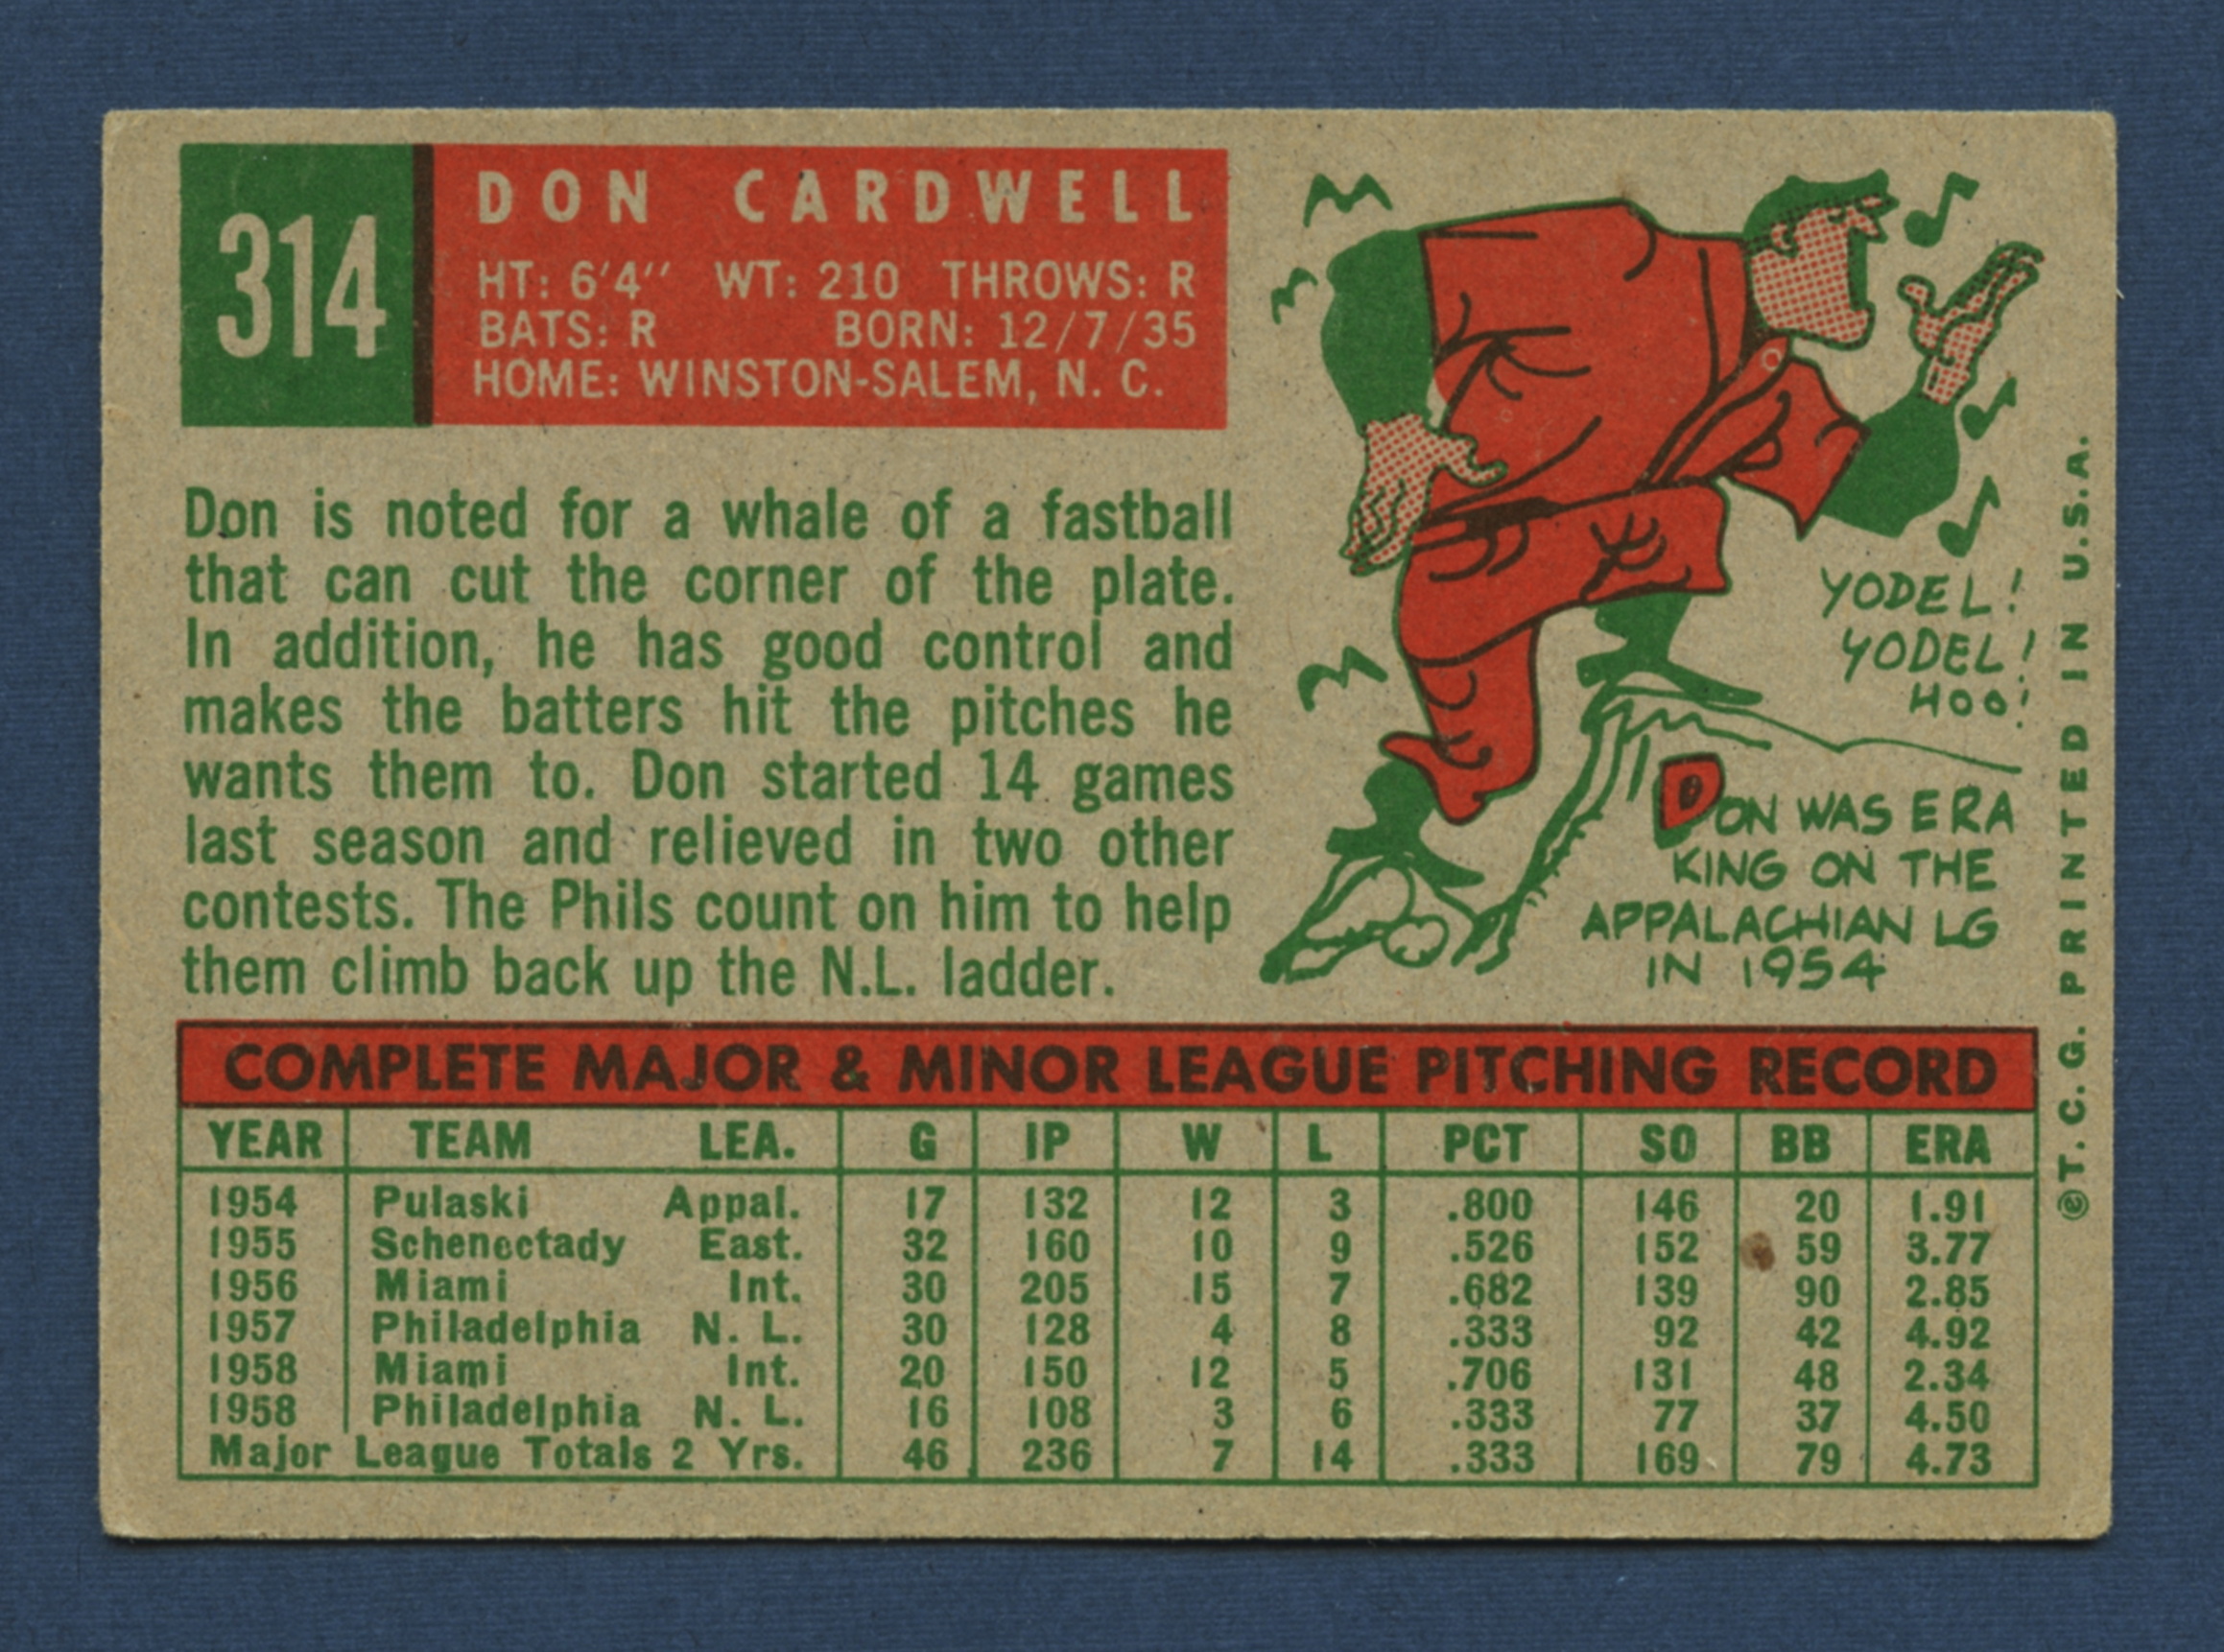 314
DON CARDWELL
HT: 6'4" WT: 210 THROWS: R
BATS: R BORN: 12/7/35
HOME: WINSTON-SALEM, N. C.
Don is noted for a whale of a fastball
that can cut the corner of the plate.
In addition, he has good control and
makes the batters hit the pitches he
wants them to. Don started 14 games
last season and relieved in two other
contests. The Phils count on him to help
them climb back up the N.L. ladder.
YODEL!
YODEL!
HOO!
DON WAS ERA
KING ON THE
APPALACHIAN LG
IN 1954
COMPLETE MAJOR & MINOR LEAGUE PITCHING RECORD
YEAR TEAM LEA. G IP W L PCT SO BB ERA
1954 Pulaski Appal. 17 132 12 3 .800 146 20 1.91
1955 Schenectady East. 32 160 10 9 .526 152 59 3.77
1956 Miami Int. 30 205 15 7 .682 139 90 2.85
1957 Philadelphia N. L. 30 128 4 8 .333 92 42 4.92
1958 Miami Int. 20 150 12 5 .706 131 48 2.34
1958 Philadelphia N. L. 16 108 3 6 .333 77 37 4.50
Major League Totals 2 Yrs. 46 236 7 14 .333 169 79 4.73
©T. C. G. PRINTED IN U.S.A.